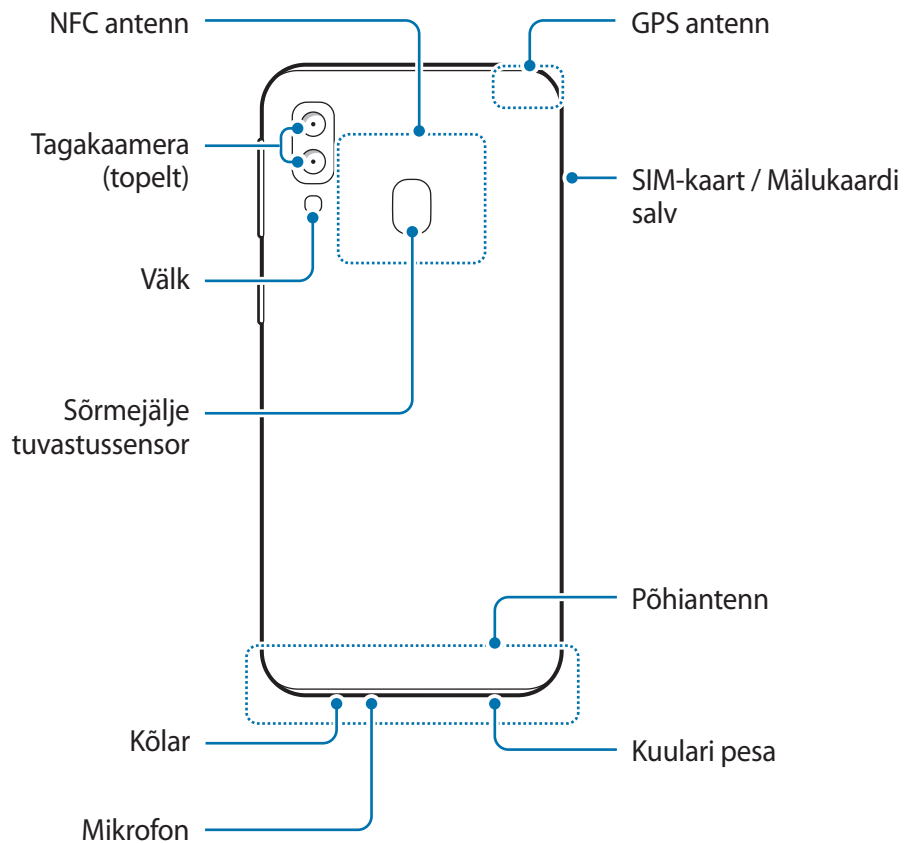 NFC antenn
GPS antenn
Tagakaamera
(topelt)
SIM-kaart / Mälukaardi
salv
Välk
Sõrmejälje
tuvastussensor
Põhiantenn
Kõlar
Kuulari pesa
Mikrofon